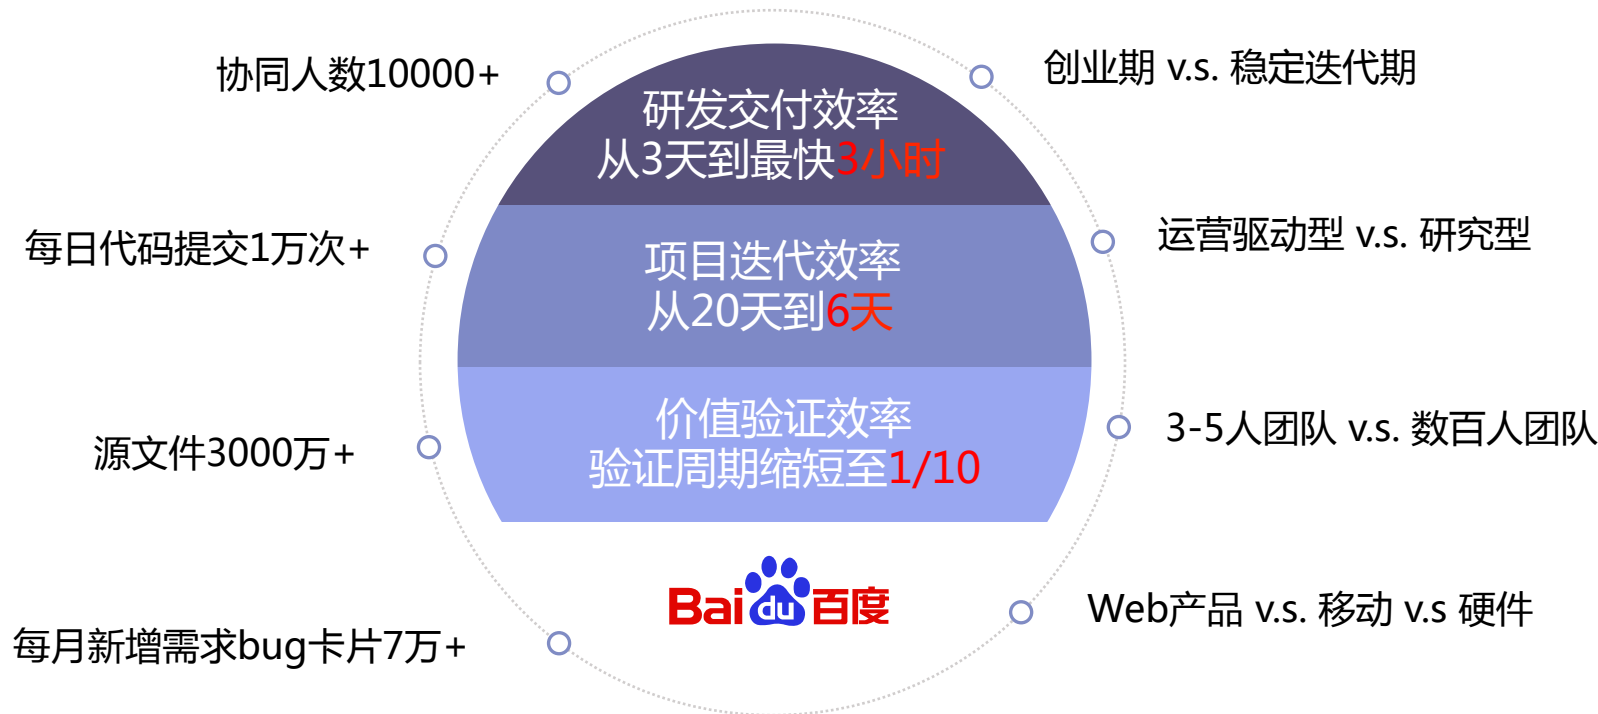 协同人数10000+
每日代码提交1万次+
源文件3000万+
每月新增需求bug卡片7万+
研发交付效率
从3天到最快3小时
项目迭代效率
从20天到6天
价值验证效率
验证周期缩短至1/10
Bai du 百度
创业期 v.s. 稳定迭代期
运营驱动型 v.s. 研究型
3-5人团队 v.s. 数百人团队
Web产品 v.s. 移动 v.s 硬件